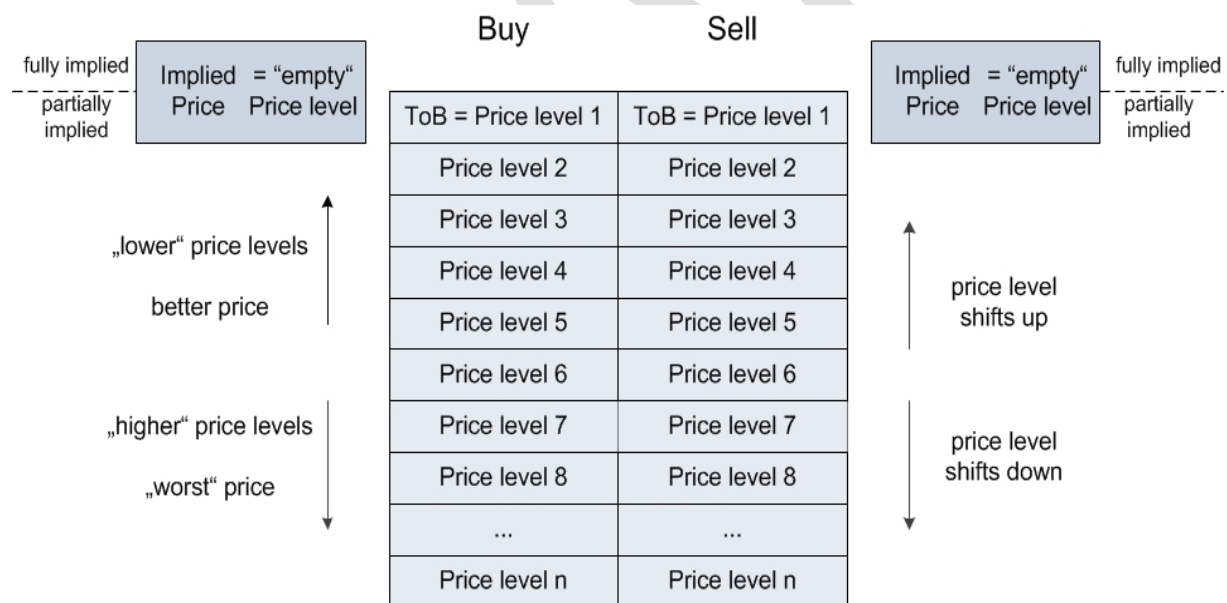 Buy Sell
fully implied
partially
implied
Implied = "empty“
Price Price level
Implied = "empty“
Price Price level
fully implied
partially
implied
ToB = Price level 1 ToB = Price level 1
Price level 2 Price level 2
Price level 3 Price level 3
Price level 4 Price level 4
Price level 5 Price level 5
Price level 6 Price level 6
Price level 7 Price level 7
Price level 8 Price level 8
... ...
Price level n Price level n
„lower“ price levels
better price
„higher“ price levels
„worst“ price
price level
shifts up
price level
shifts down